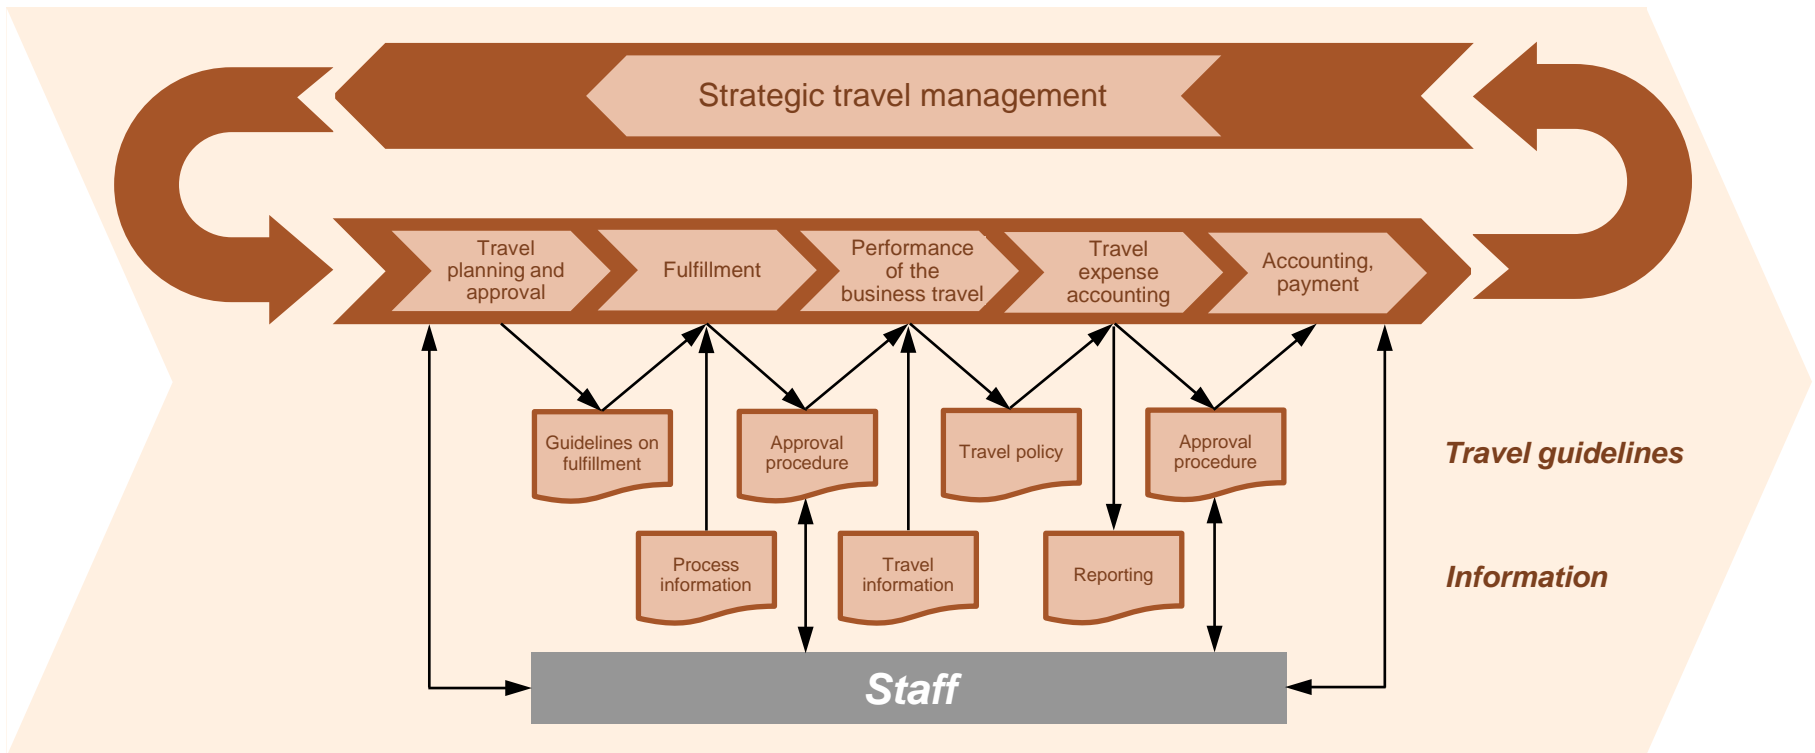 Strategic travel management
Travel
planning and
approval
Fulfillment
Performance
of the
business travel
Travel
expense
accounting
Accounting,
payment
Guidelines on
fulfillment
Approval
procedure
Travel policy
Approval
procedure
Travel guidelines
Process
information
Travel
information
Reporting
Information
Staff